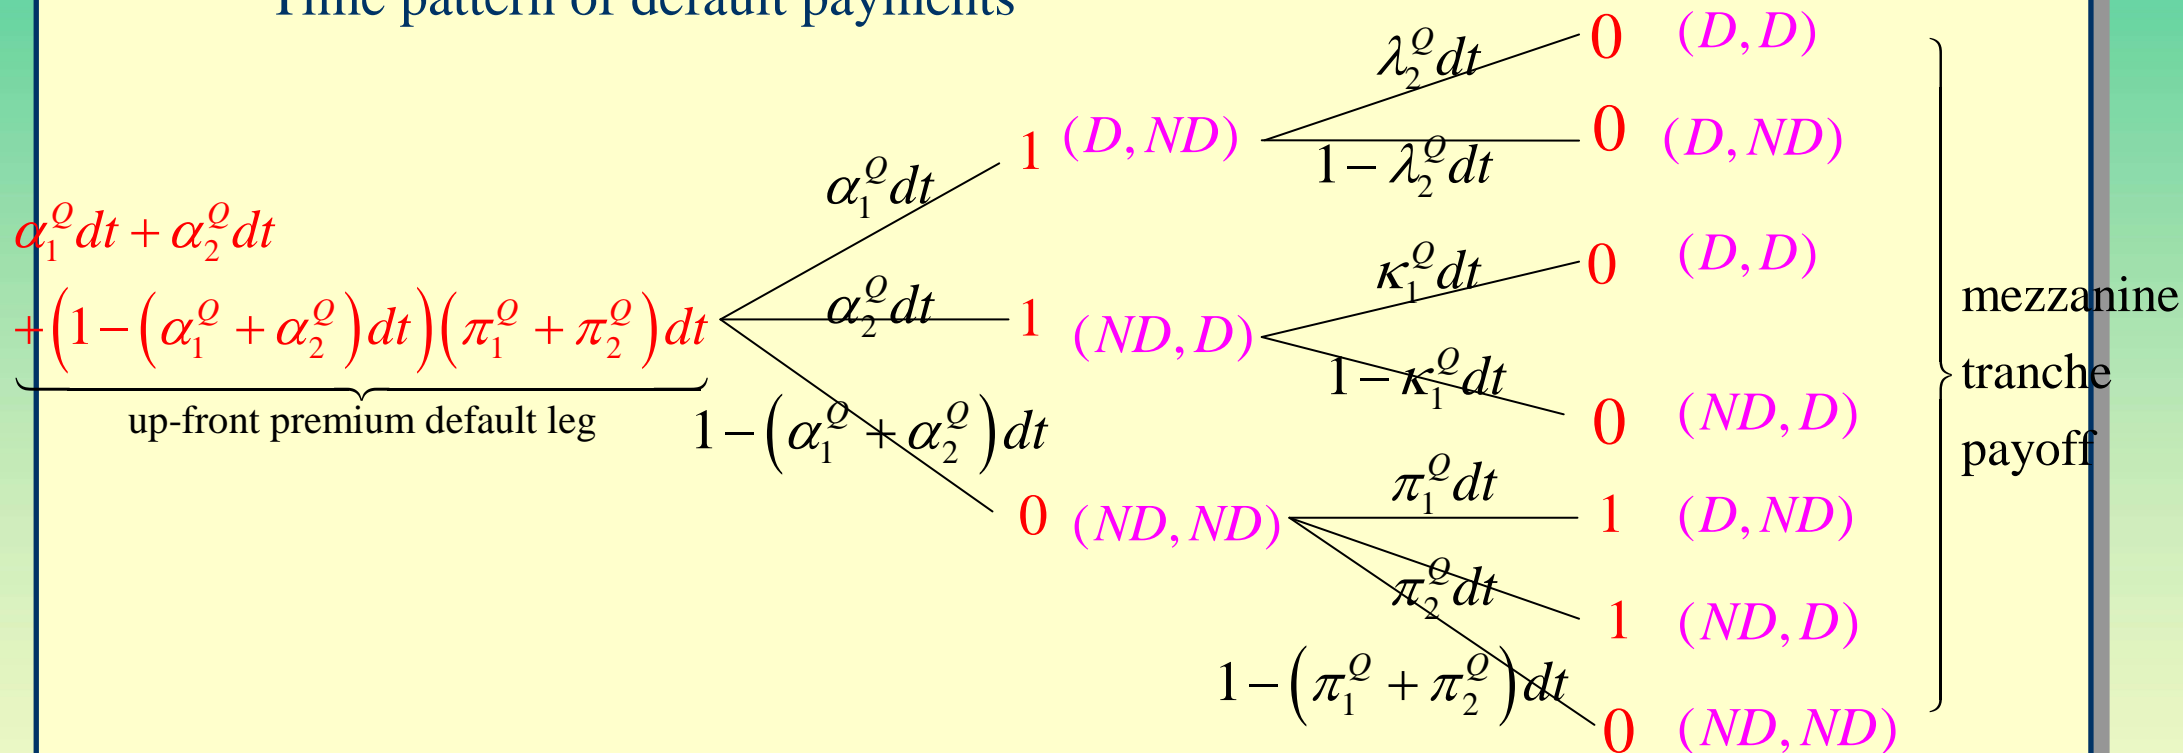 Time pattern of default payments
λ₂^Q dt
0 (D, D)
1 (D, ND)
0 (D, ND)
1 − λ₂^Q dt
α₁^Q dt
α₁^Q dt + α₂^Q dt
+(1 − (α₁^Q + α₂^Q) dt)(π₁^Q + π₂^Q) dt
up-front premium default leg
α₂^Q dt
1 (ND, D)
κ₁^Q dt
0 (D, D)
1 − κ₁^Q dt
0 (ND, D)
1 − (α₁^Q + α₂^Q) dt
0 (ND, ND)
π₁^Q dt
1 (D, ND)
π₂^Q dt
1 (ND, D)
1 − (π₁^Q + π₂^Q) dt
0 (ND, ND)
mezzanine
tranche
payoff